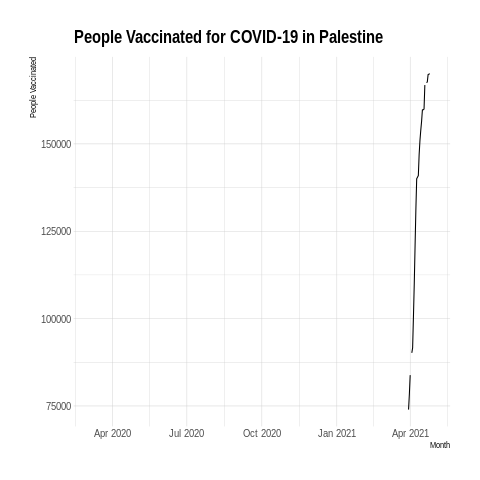 People Vaccinated for COVID-19 in Palestine
People Vaccinated
150000
125000
100000
75000
Apr 2020 Jul 2020 Oct 2020 Jan 2021 Apr 2021
Month